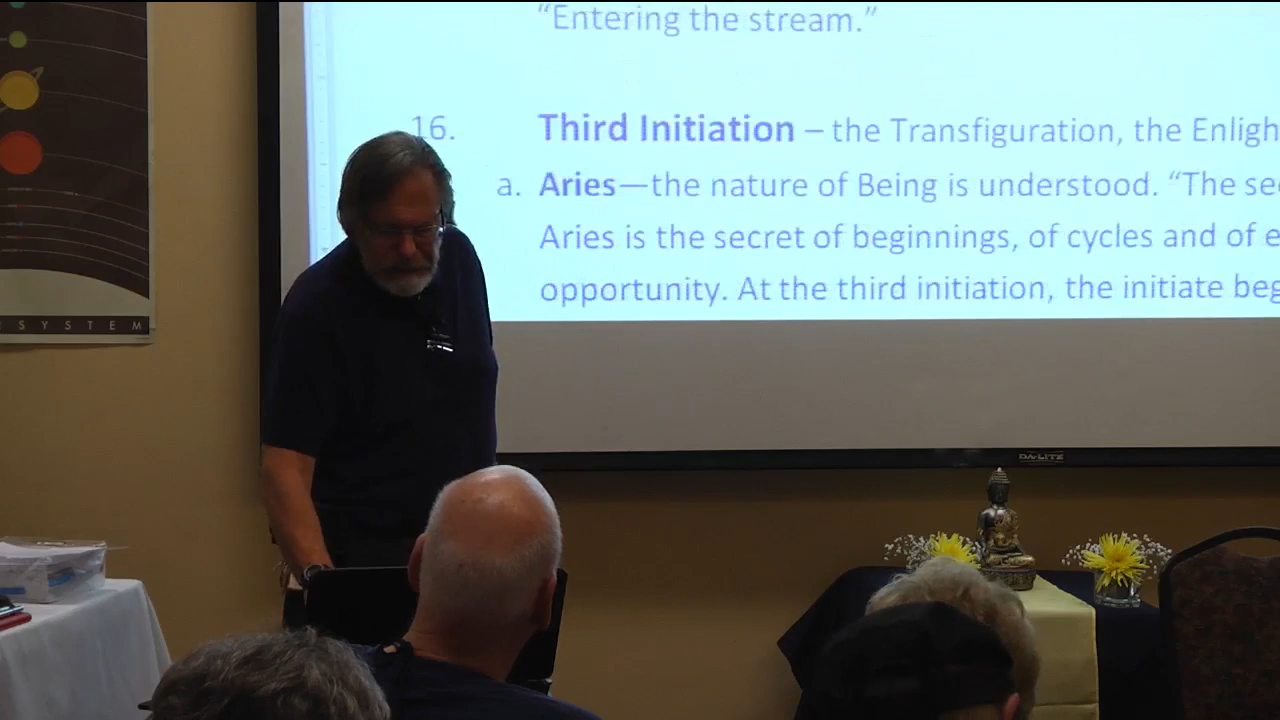 “Entering the stream.”
16. Third Initiation – the Transfiguration, the Enligh
a. Aries—the nature of Being is understood. “The se
Aries is the secret of beginnings, of cycles and of e
opportunity. At the third initiation, the initiate beg
SYSTEM
DA-LITE